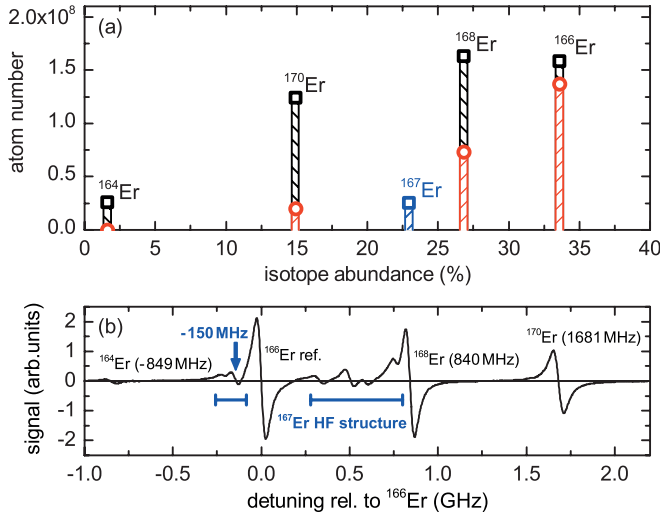 2.0x10⁸
(a)
¹⁶⁸Er
¹⁶⁶Er
1.5
¹⁷⁰Er
atom number
1.0
0.5
¹⁶⁴Er
¹⁶⁷Er
0.0
0 5 10 15 20 25 30 35 40
isotope abundance (%)
(b)
2
-150 MHz
¹⁶⁶Er ref.
¹⁷⁰Er (1681 MHz)
1
¹⁶⁴Er (-849 MHz)
¹⁶⁸Er (840 MHz)
signal (arb.units)
0
-1
¹⁶⁷Er HF structure
-2
-1.0 -0.5 0.0 0.5 1.0 1.5 2.0
detuning rel. to ¹⁶⁶Er (GHz)